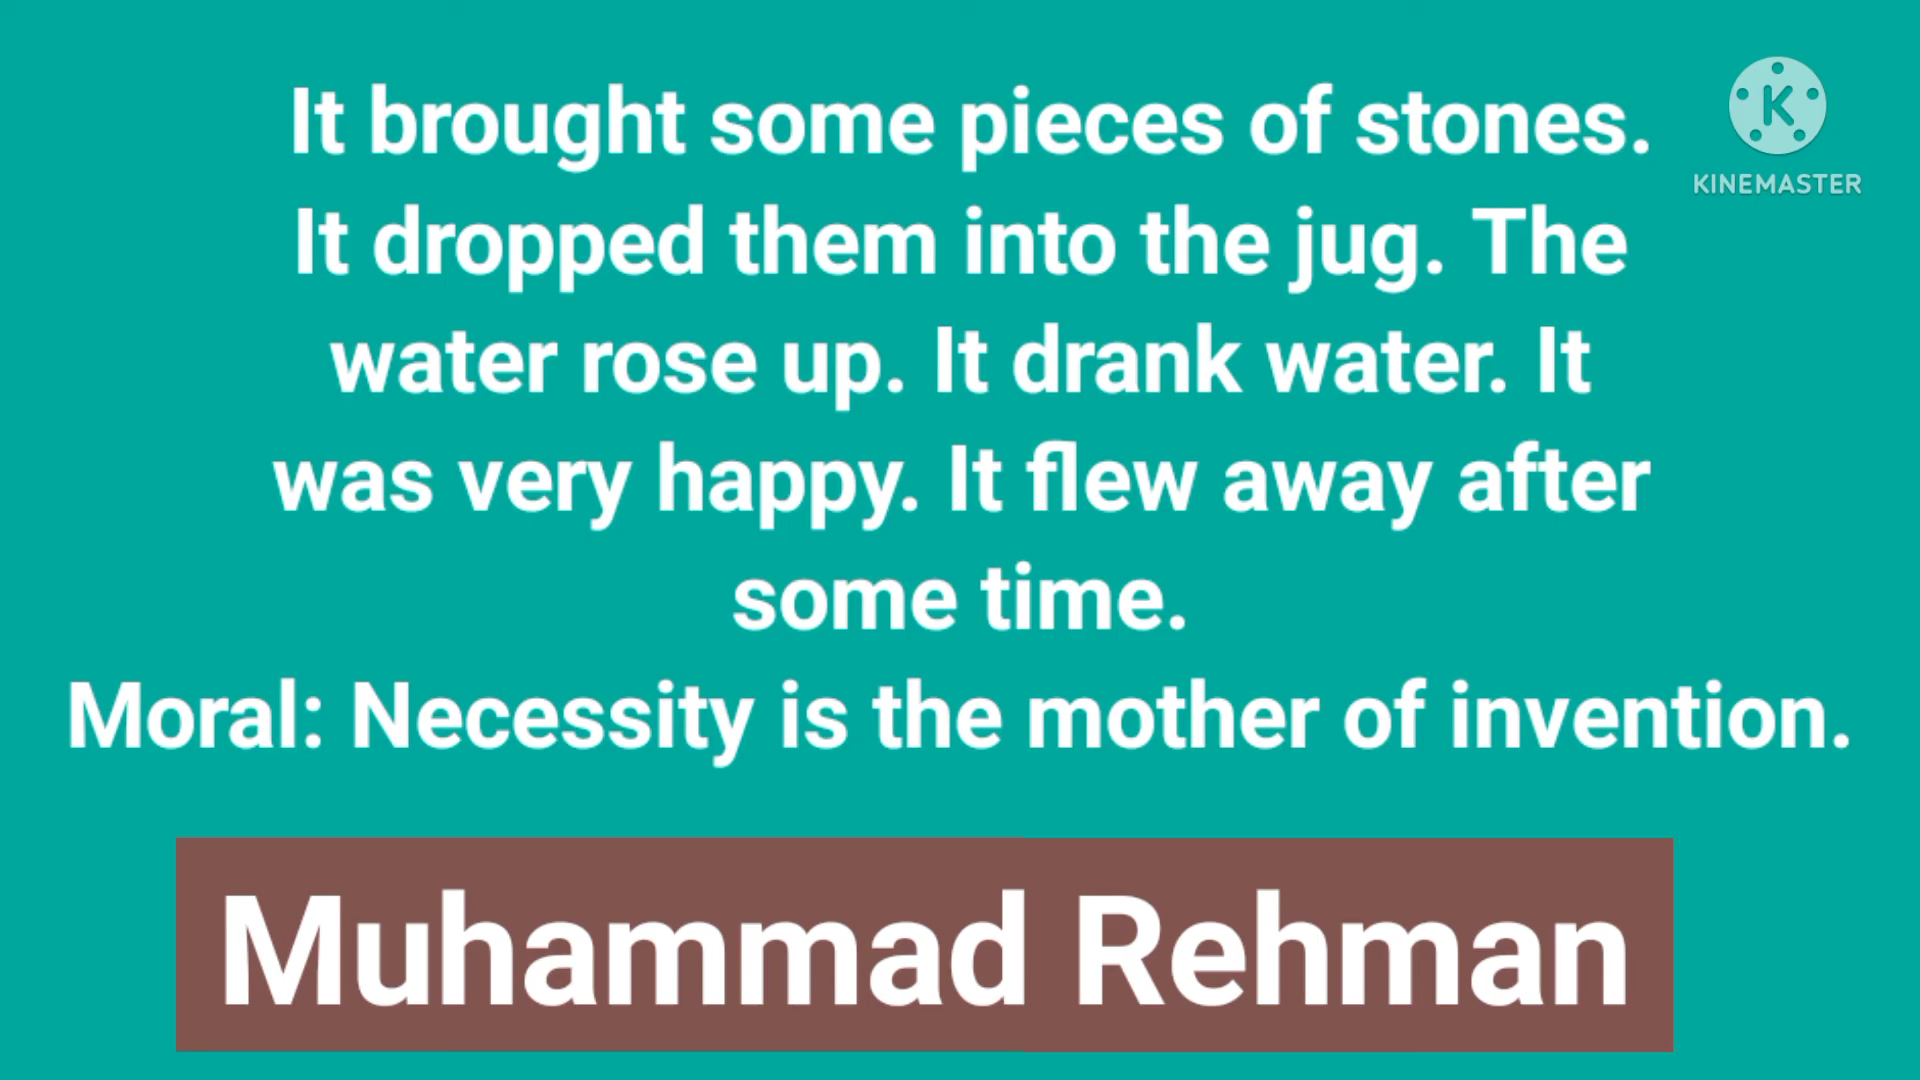 It brought some pieces of stones.
It dropped them into the jug. The
water rose up. It drank water. It
was very happy. It flew away after
some time.
Moral: Necessity is the mother of invention.
Muhammad Rehman
K
KINEMASTER